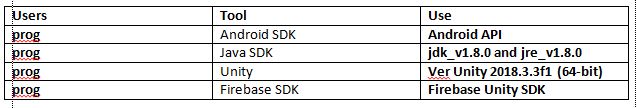 Users Tool Use
prog Android SDK Android API
prog Java SDK jdk_v1.8.0 and jre_v1.8.0
prog Unity Ver Unity 2018.3.3f1 (64-bit)
prog Firebase SDK Firebase Unity SDK